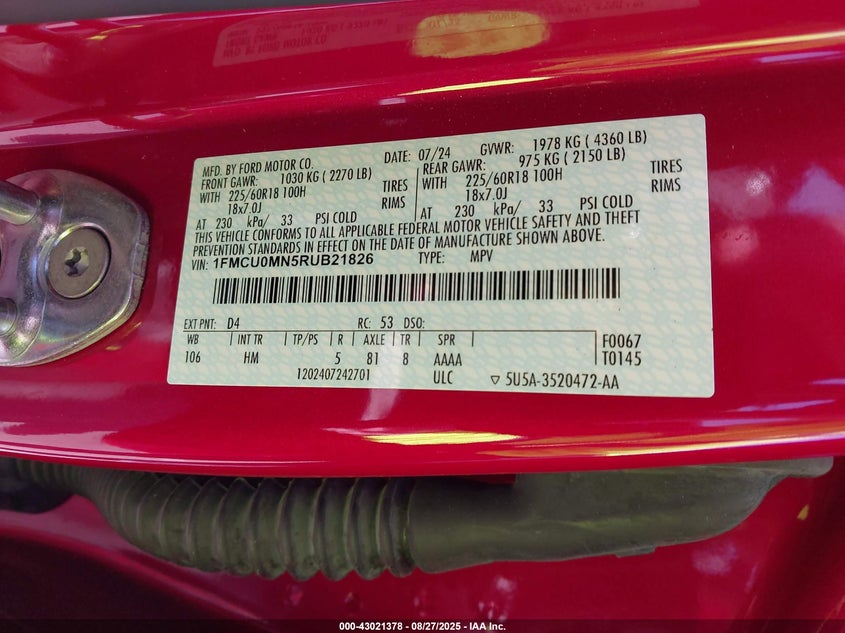 MFD. BY FORD MOTOR CO.
DATE: 07/24 GVWR: 1978 KG ( 4360 LB)
FRONT GAWR: 1030 KG ( 2270 LB)
WITH 225/60R18 100H TIRES
18x7.0J RIMS
AT 230 kPa/ 33 PSI COLD
REAR GAWR: 975 KG ( 2150 LB)
WITH 225/60R18 100H TIRES
18x7.0J RIMS
AT 230 kPa/ 33 PSI COLD
THIS VEHICLE CONFORMS TO ALL APPLICABLE FEDERAL MOTOR VEHICLE SAFETY AND THEFT
PREVENTION STANDARDS IN EFFECT ON THE DATE OF MANUFACTURE SHOWN ABOVE.
VIN: 1FMCU0MN5RUB21826 TYPE: MPV
EXT PNT: D4 RC: 53 DSO:
WB INT TR TP/PS R AXLE TR SPR F0067
106 HM 5 81 8 AAAA T0145
1202407242701 ULC ▽ 5U5A-3520472-AA
000-43021378 - 08/27/2025 - IAA Inc.